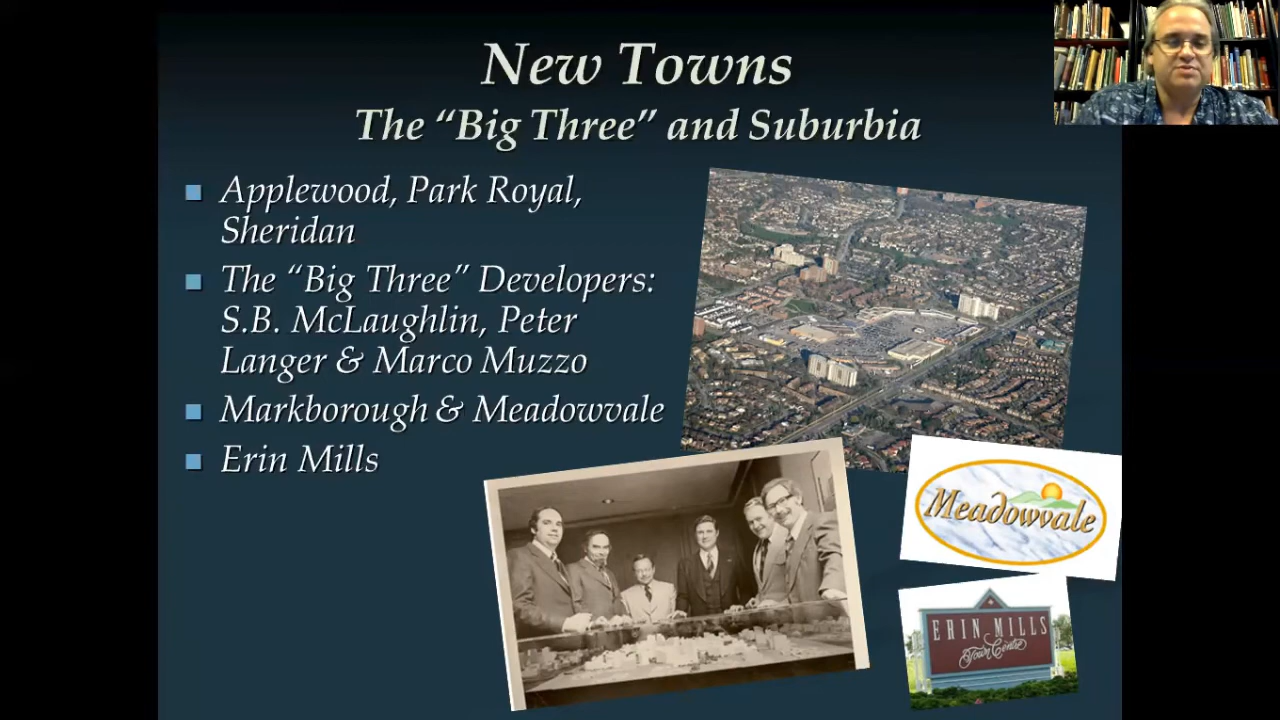 New Towns
The “Big Three” and Suburbia
Applewood, Park Royal,
Sheridan
The “Big Three” Developers:
S.B. McLaughlin, Peter
Langer & Marco Muzzo
Markborough & Meadowvale
Erin Mills
Meadowvale
ERIN MILLS
Town Centre